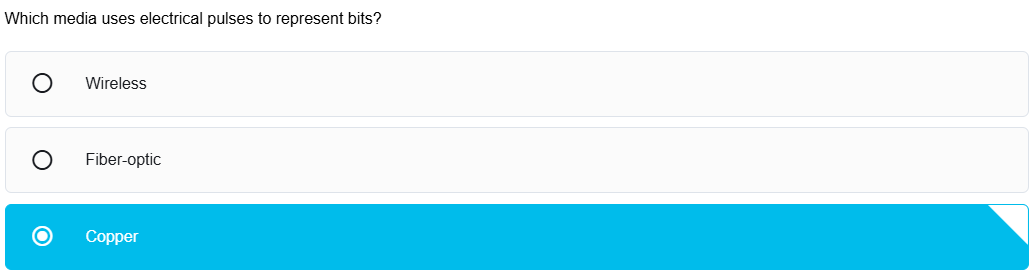 Which media uses electrical pulses to represent bits?
Wireless
Fiber-optic
Copper